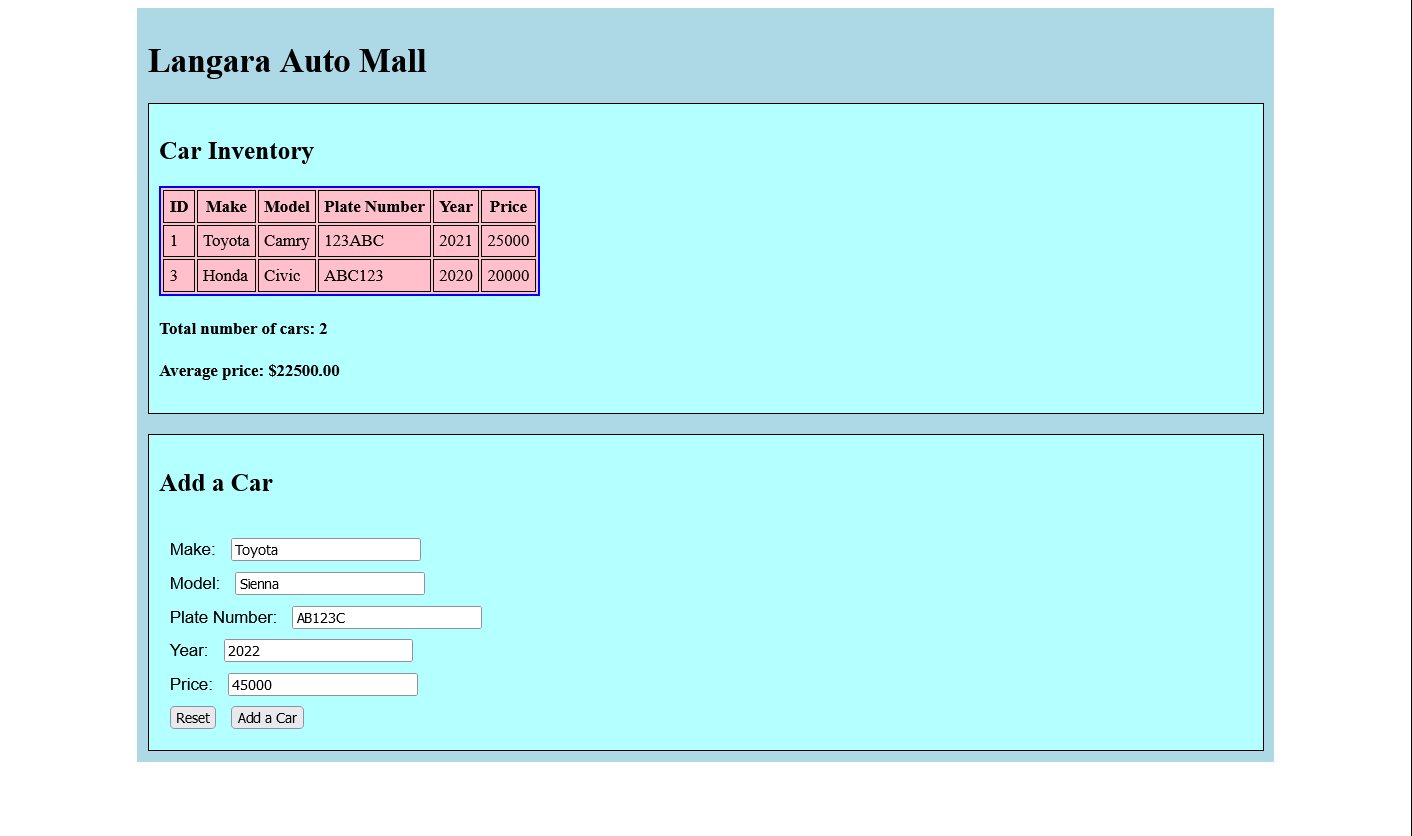 Langara Auto Mall
Car Inventory
ID Make Model Plate Number Year Price
1 Toyota Camry 123ABC 2021 25000
3 Honda Civic ABC123 2020 20000
Total number of cars: 2
Average price: $22500.00
Add a Car
Make: Toyota
Model: Sienna
Plate Number: AB123C
Year: 2022
Price: 45000
Reset Add a Car